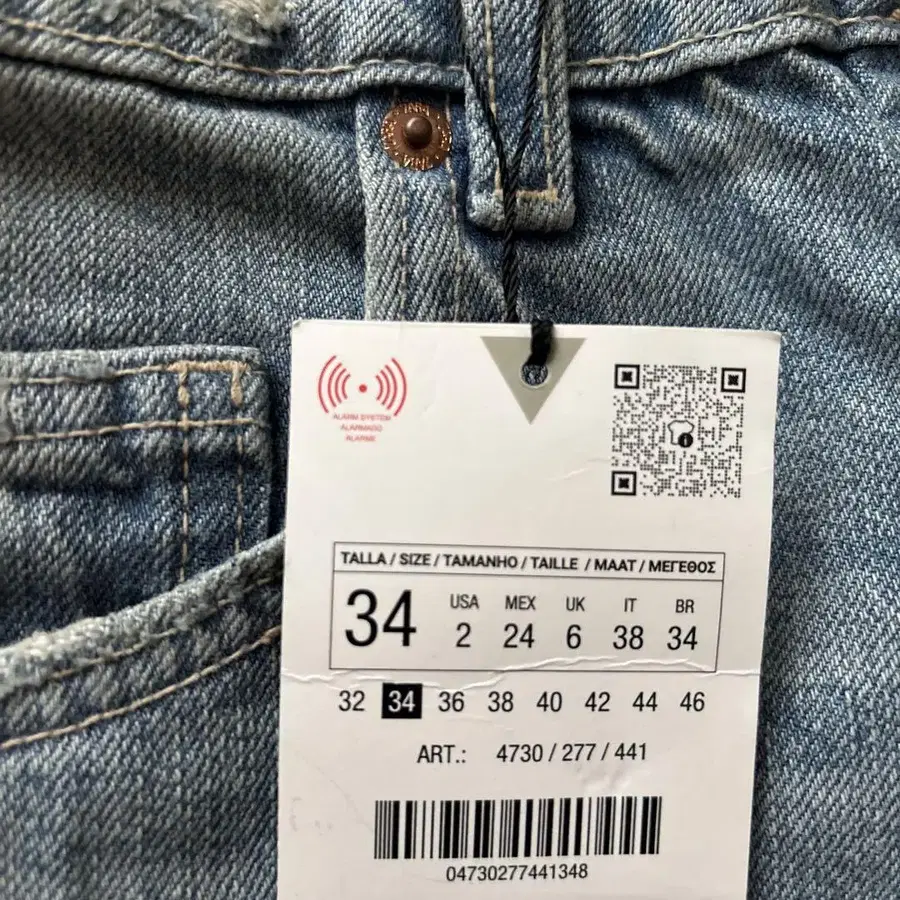 ZARA
ALARM SYSTEM
ALARMADO
ALARME
TALLA / SIZE / TAMANHO / TAILLE / MAAT / ΜΕΓΕΘΟΣ
34
USA MEX UK IT BR
2 24 6 38 34
32 34 36 38 40 42 44 46
ART.: 4730 / 277 / 441
04730277441348